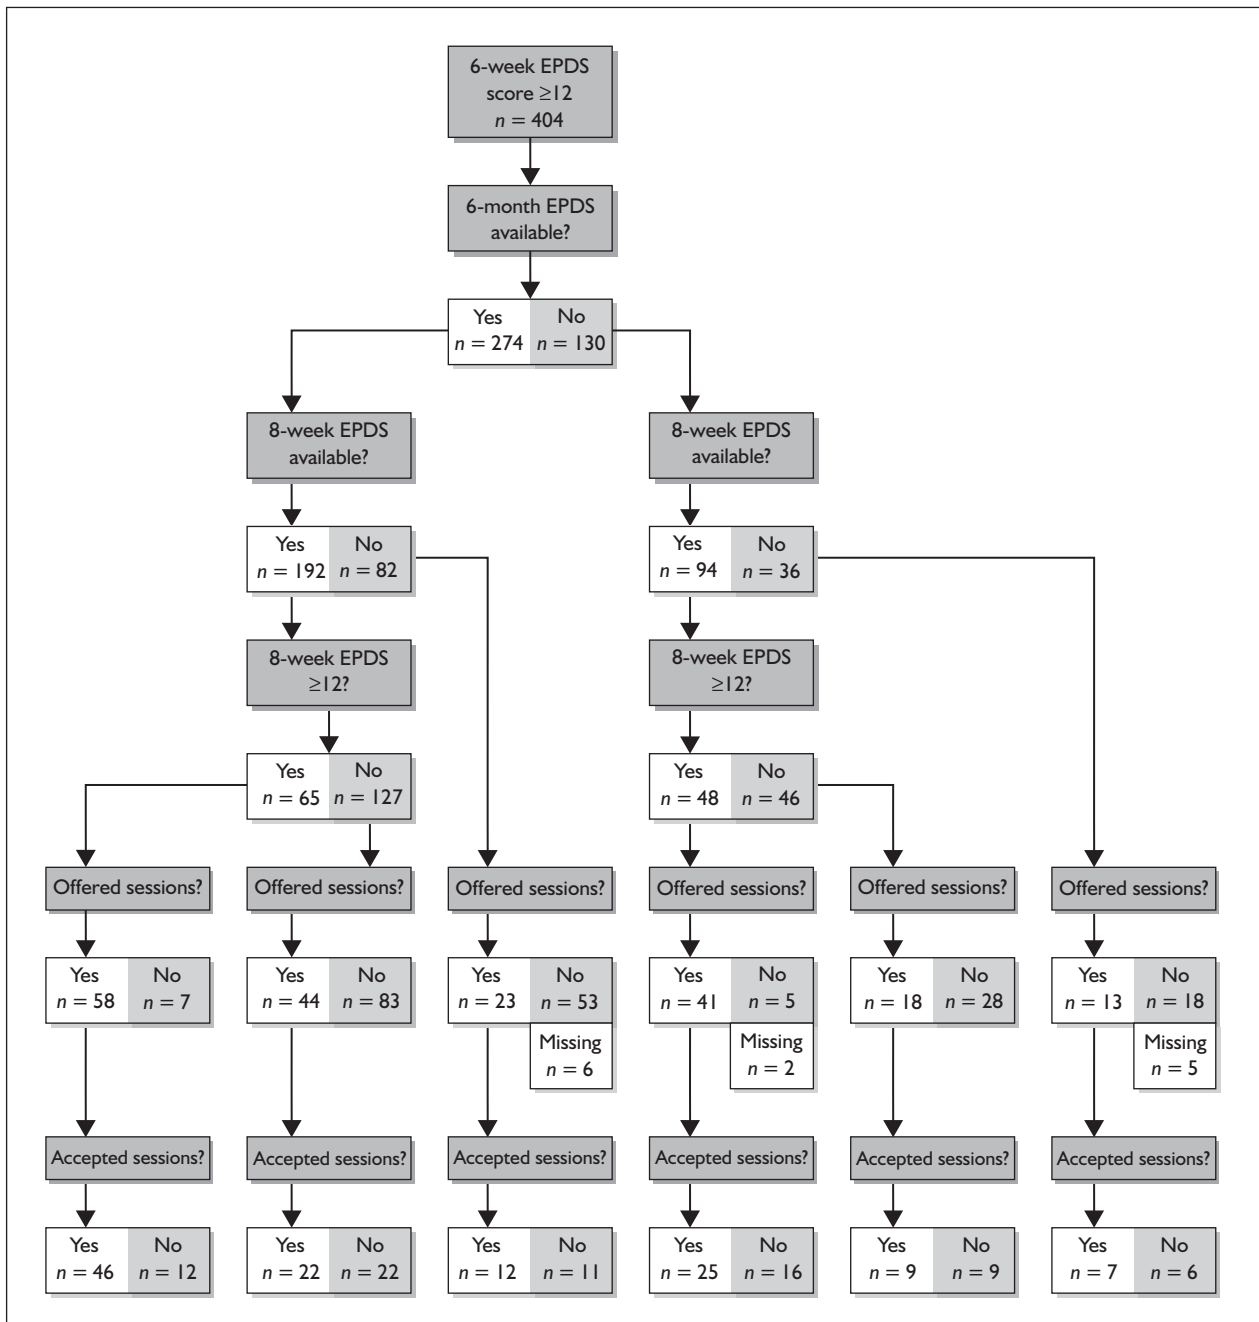 6-week EPDS
score ≥12
n = 404
6-month EPDS
available?
Yes
n = 274
No
n = 130
8-week EPDS
available?
8-week EPDS
available?
Yes
n = 192
No
n = 82
Yes
n = 94
No
n = 36
8-week EPDS
≥12?
8-week EPDS
≥12?
Yes
n = 65
No
n = 127
Yes
n = 48
No
n = 46
Offered sessions?
Offered sessions?
Offered sessions?
Offered sessions?
Offered sessions?
Offered sessions?
Yes
n = 58
No
n = 7
Yes
n = 44
No
n = 83
Yes
n = 23
No
n = 53
Missing
n = 6
Yes
n = 41
No
n = 5
Missing
n = 2
Yes
n = 18
No
n = 28
Yes
n = 13
No
n = 18
Missing
n = 5
Accepted sessions?
Accepted sessions?
Accepted sessions?
Accepted sessions?
Accepted sessions?
Accepted sessions?
Yes
n = 46
No
n = 12
Yes
n = 22
No
n = 22
Yes
n = 12
No
n = 11
Yes
n = 25
No
n = 16
Yes
n = 9
No
n = 9
Yes
n = 7
No
n = 6